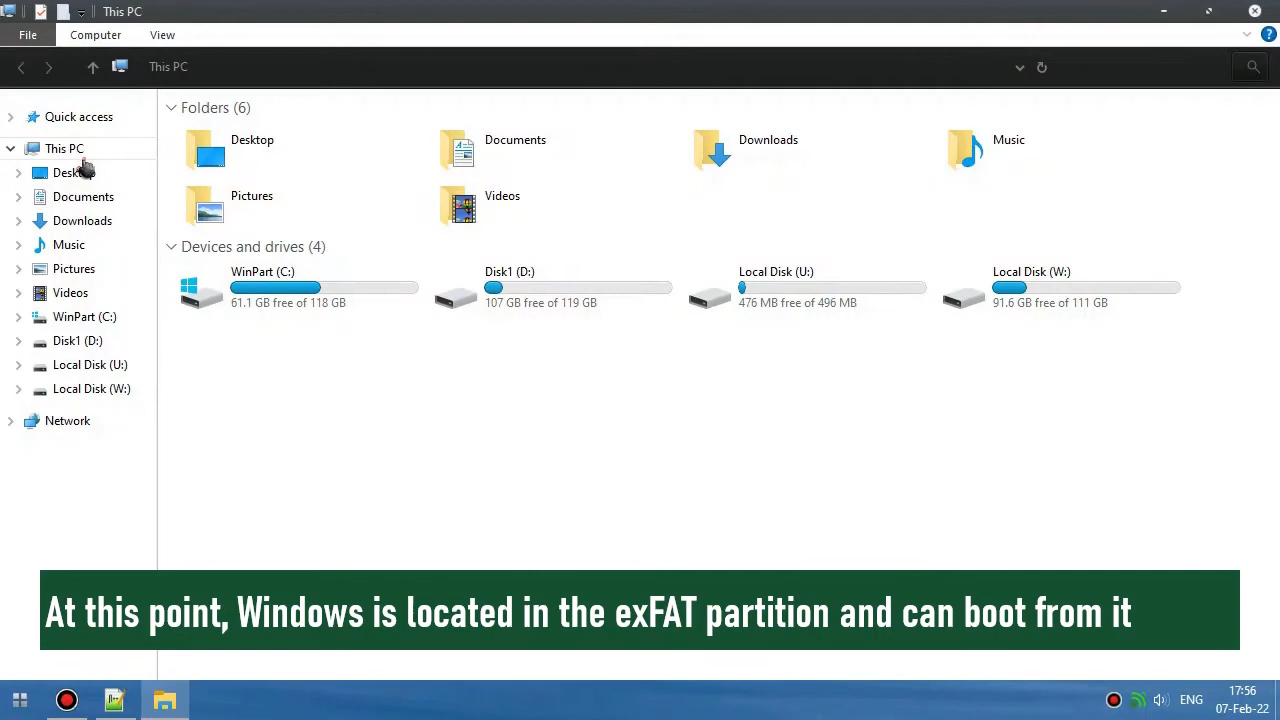 This PC
File Computer View
This PC
Quick access
This PC
Desktop
Documents
Downloads
Music
Pictures
Videos
WinPart (C:)
Disk1 (D:)
Local Disk (U:)
Local Disk (W:)
Network
Folders (6)
Desktop Documents Downloads Music
Pictures Videos
Devices and drives (4)
WinPart (C:) Disk1 (D:) Local Disk (U:) Local Disk (W:)
61.1 GB free of 118 GB 107 GB free of 119 GB 476 MB free of 496 MB 91.6 GB free of 111 GB
At this point, Windows is located in the exFAT partition and can boot from it
ENG
17:56
07-Feb-22